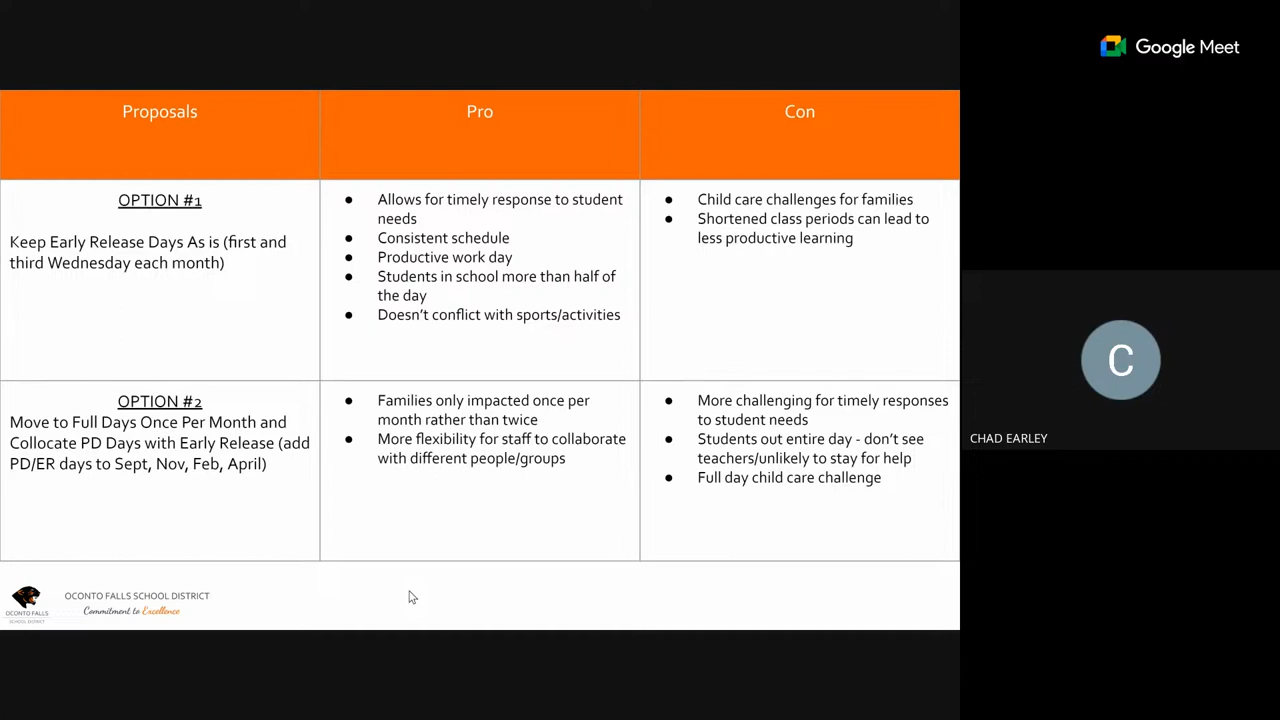 Google Meet
Proposals
Pro
Con
OPTION #1
Keep Early Release Days As is (first and
third Wednesday each month)
● Allows for timely response to student
needs
● Consistent schedule
● Productive work day
● Students in school more than half of
the day
● Doesn't conflict with sports/activities
● Child care challenges for families
● Shortened class periods can lead to
less productive learning
OPTION #2
Move to Full Days Once Per Month and
Collocate PD Days with Early Release (add
PD/ER days to Sept, Nov, Feb, April)
● Families only impacted once per
month rather than twice
● More flexibility for staff to collaborate
with different people/groups
● More challenging for timely responses
to student needs
● Students out entire day - don't see
teachers/unlikely to stay for help
● Full day child care challenge
C
CHAD EARLEY
OCONTO FALLS
SCHOOL DISTRICT
OCONTO FALLS SCHOOL DISTRICT
Commitment to Excellence